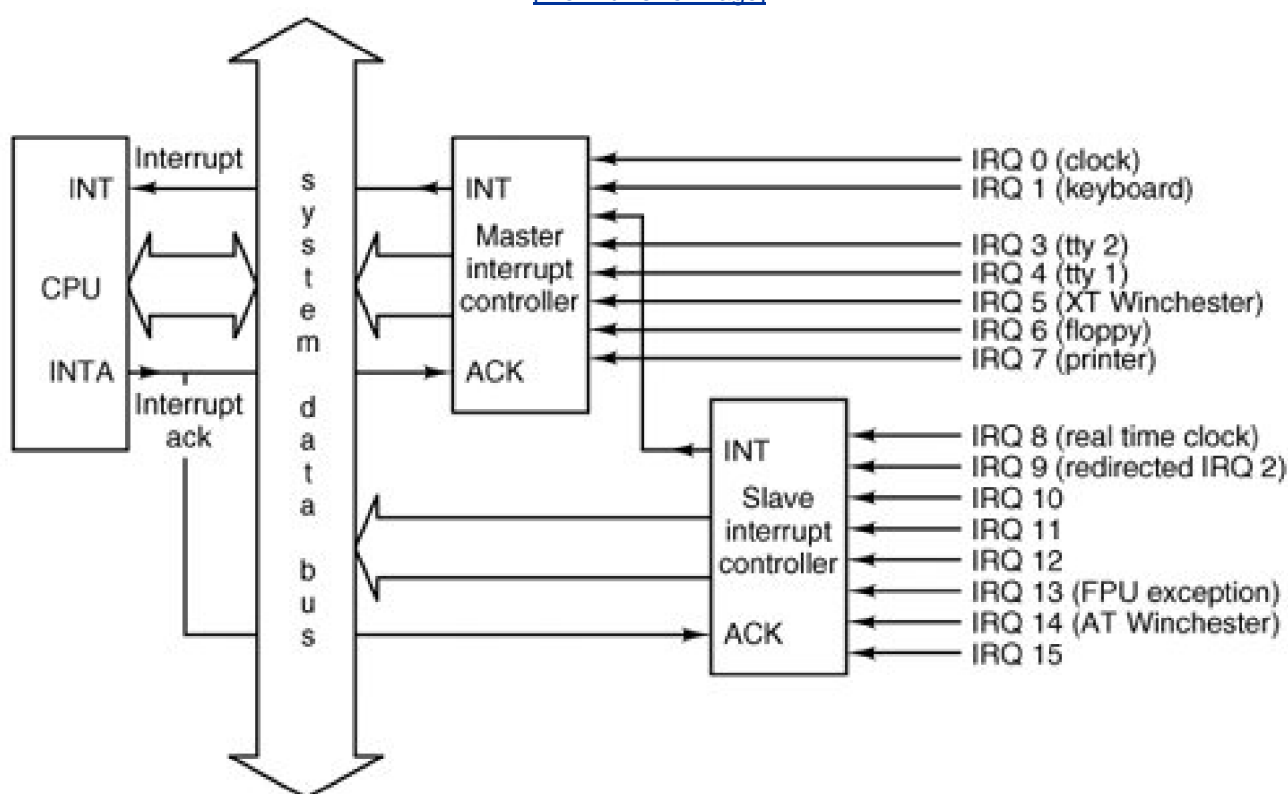 Interrupt
INT
CPU
INTA
Interrupt
ack
system data bus
INT
Master
interrupt
controller
ACK
IRQ 0 (clock)
IRQ 1 (keyboard)
IRQ 3 (tty 2)
IRQ 4 (tty 1)
IRQ 5 (XT Winchester)
IRQ 6 (floppy)
IRQ 7 (printer)
INT
Slave
interrupt
controller
ACK
IRQ 8 (real time clock)
IRQ 9 (redirected IRQ 2)
IRQ 10
IRQ 11
IRQ 12
IRQ 13 (FPU exception)
IRQ 14 (AT Winchester)
IRQ 15